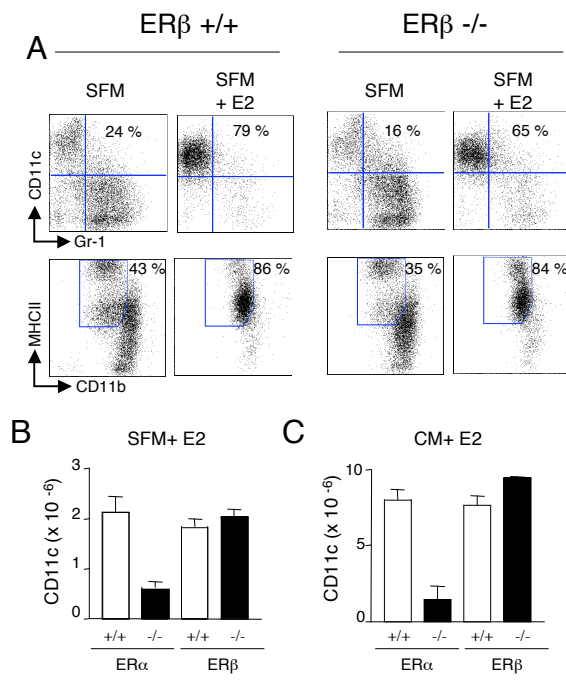 ERβ +/+ ERβ -/-
A
SFM SFM + E2 SFM SFM + E2
24 % 79 % 16 % 65 %
CD11c
Gr-1
43 % 86 % 35 % 84 %
MHCII
CD11b
B C
SFM+ E2 CM+ E2
CD11c (x 10 -6)
3
2
1
0
+/+ -/- +/+ -/-
ERα ERβ
CD11c (x 10 -6)
10
5
0
+/+ -/- +/+ -/-
ERα ERβ